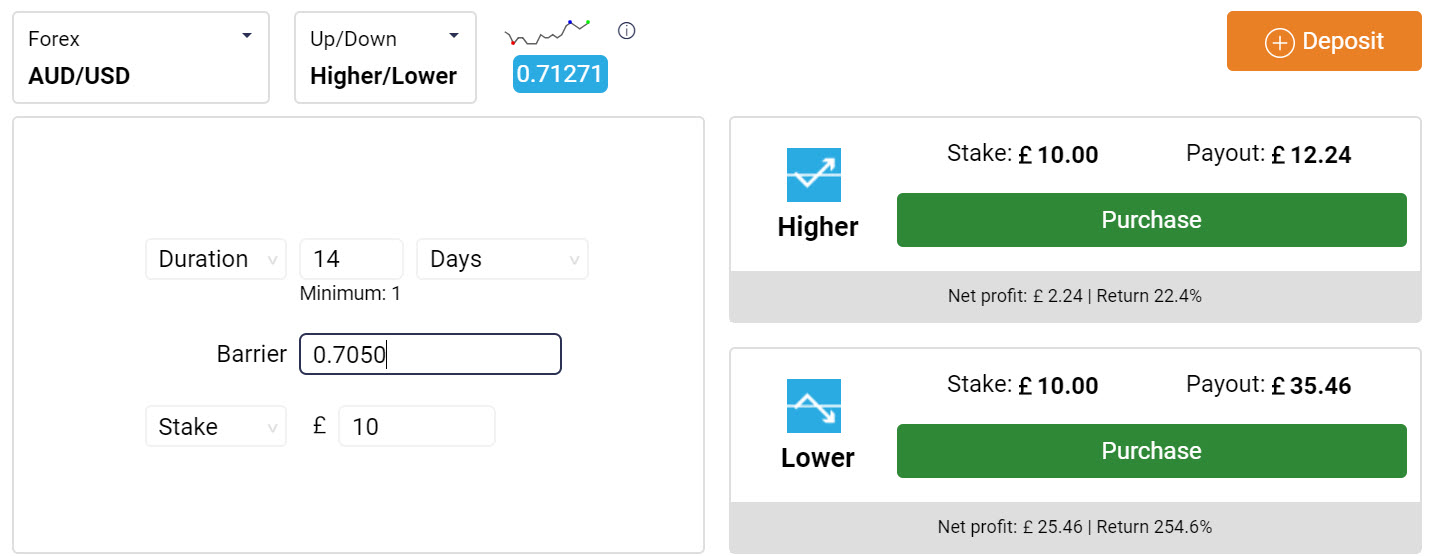 Forex
AUD/USD
Up/Down
Higher/Lower
0.71271
Deposit
Duration 14 Days
Minimum: 1
Barrier 0.7050
Stake £ 10
Higher
Stake: £ 10.00 Payout: £ 12.24
Purchase
Net profit: £ 2.24 | Return 22.4%
Lower
Stake: £ 10.00 Payout: £ 35.46
Purchase
Net profit: £ 25.46 | Return 254.6%